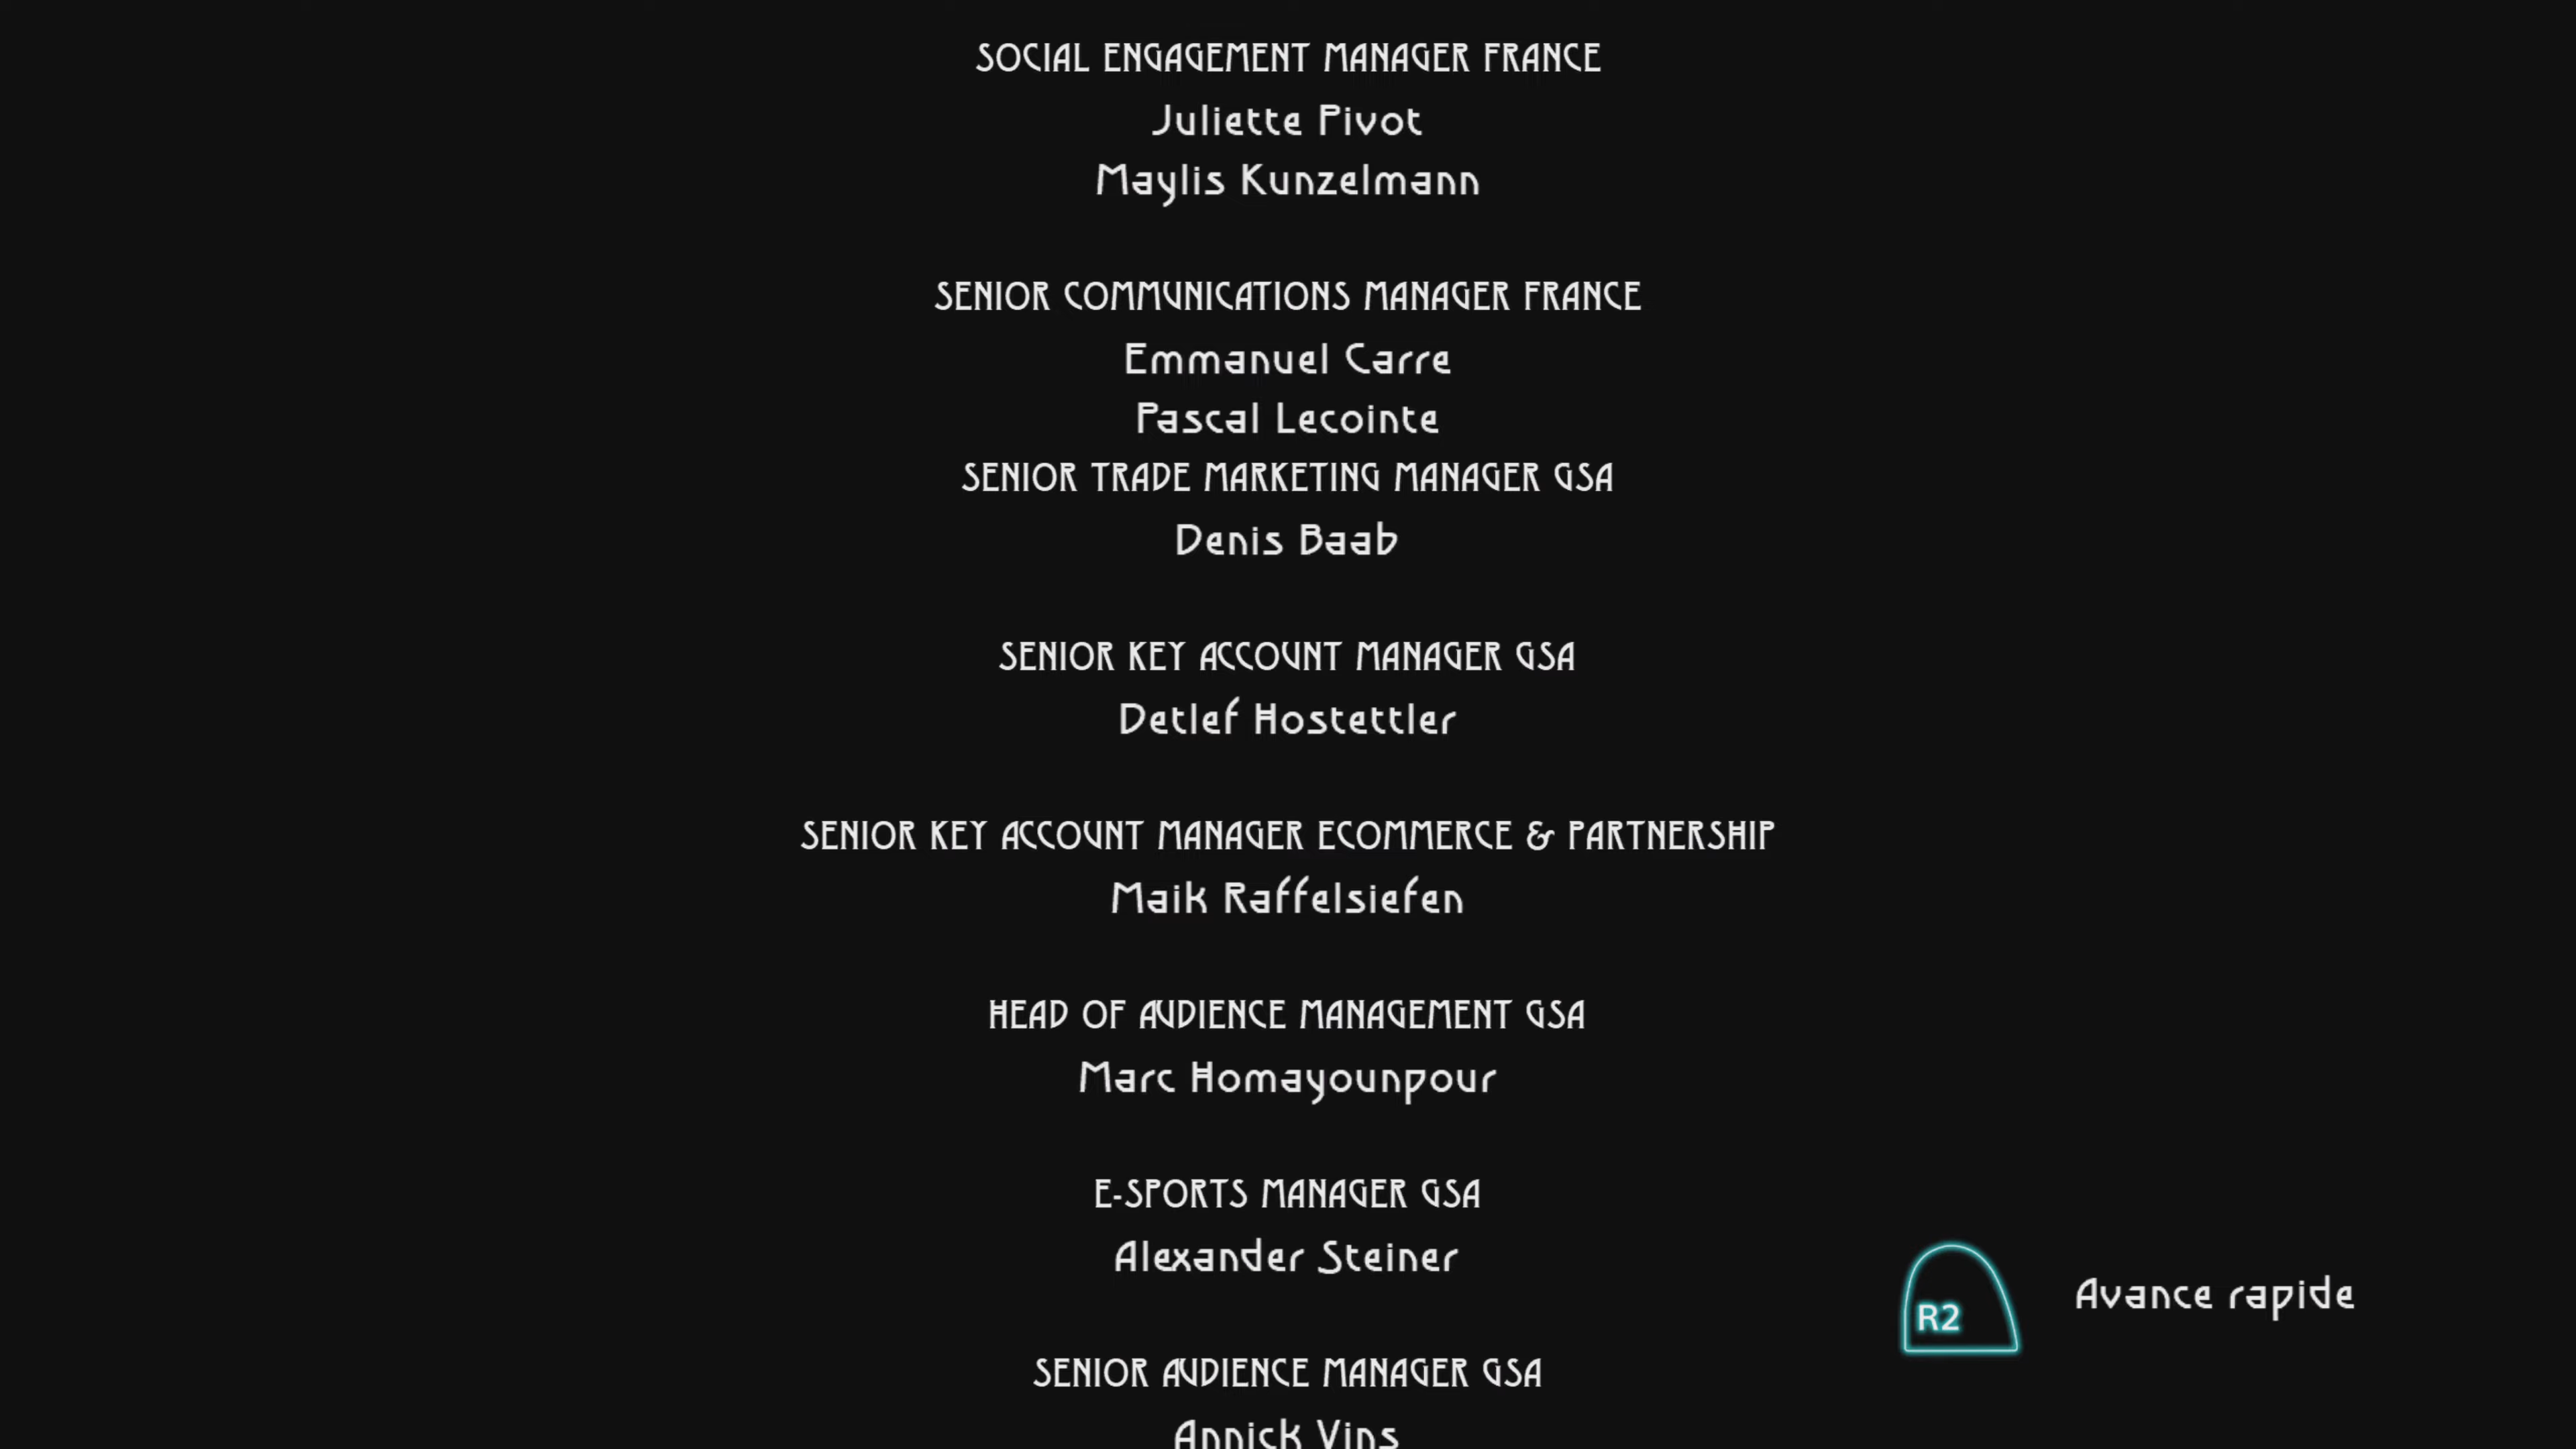 SOCIAL ENGAGEMENT MANAGER FRANCE
Juliette Pivot
Maylis Kunzelmann
SENIOR COMMUNICATIONS MANAGER FRANCE
Emmanuel Carre
Pascal Lecointe
SENIOR TRADE MARKETING MANAGER GSA
Denis Baab
SENIOR KEY ACCOUNT MANAGER GSA
Detlef Hostettler
SENIOR KEY ACCOUNT MANAGER ECOMMERCE & PARTNERSHIP
Maik Raffelsiefen
HEAD OF AUDIENCE MANAGEMENT GSA
Marc Homayounpour
E-SPORTS MANAGER GSA
Alexander Steiner
R2 Avance rapide
SENIOR AUDIENCE MANAGER GSA
Annick Vins